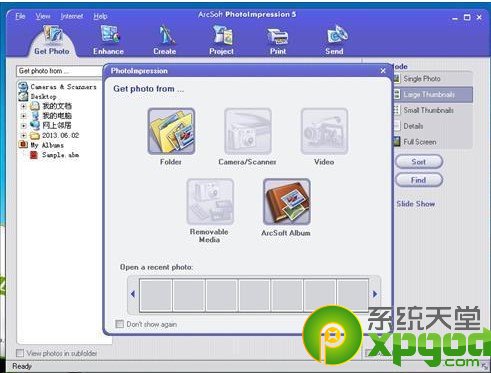 ArcSoft PhotoImpression 5
File View Internet Help
Get Photo Enhance Create Project Print Send
Get photo from ...
Cameras & Scanners
Desktop
我的文档
我的电脑
网上邻居
2013.06.02
My Albums
Sample.abm
PhotoImpression
Get photo from ...
Folder Camera/Scanner Video
Removable Media ArcSoft Album
Open a recent photo:
Don't show again
Mode
Single Photo
Large Thumbnails
Small Thumbnails
Details
Full Screen
Sort
Find
Slide Show
View photos in subfolder
Ready
系统天堂
xpgod
.com